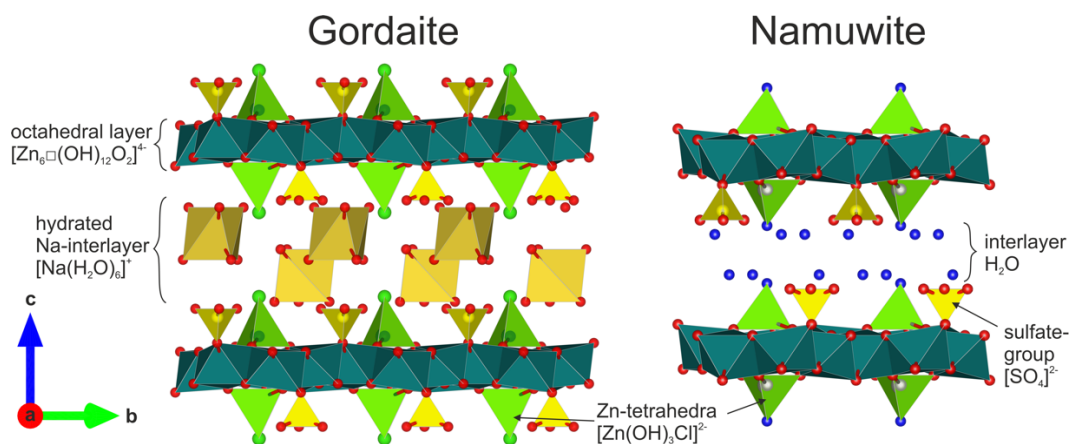 Gordaite
Namuwite
octahedral layer
[Zn₆□(OH)₁₂O₂]⁴⁻
hydrated
Na-interlayer
[Na(H₂O)₆]⁺
interlayer
H₂O
sulfate-
group
[SO₄]²⁻
Zn-tetrahedra
[Zn(OH)₃Cl]²⁻
c
a
b